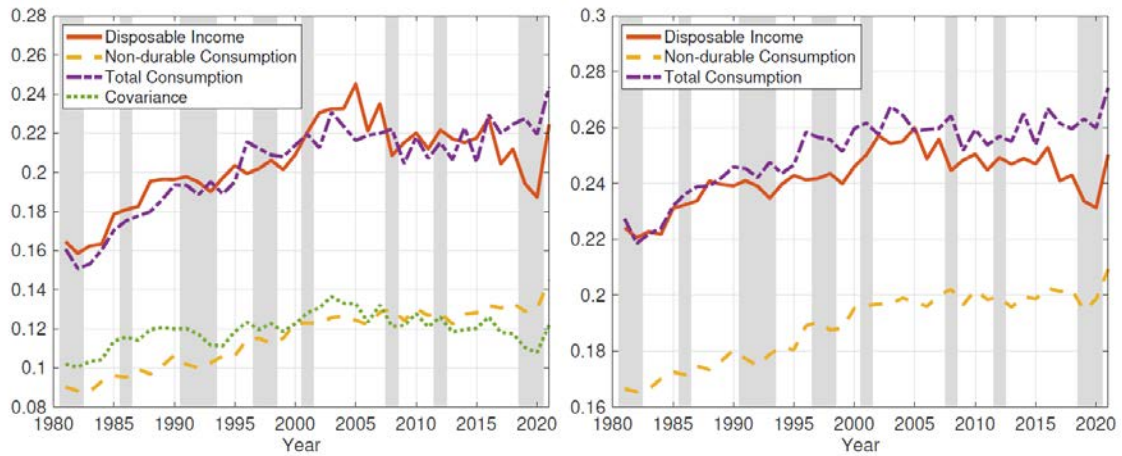 0.28
0.26
0.24
0.22
0.2
0.18
0.16
0.14
0.12
0.1
0.08
Disposable Income
Non-durable Consumption
Total Consumption
Covariance
1980 1985 1990 1995 2000 2005 2010 2015 2020
Year
0.3
0.28
0.26
0.24
0.22
0.2
0.18
0.16
Disposable Income
Non-durable Consumption
Total Consumption
1980 1985 1990 1995 2000 2005 2010 2015 2020
Year